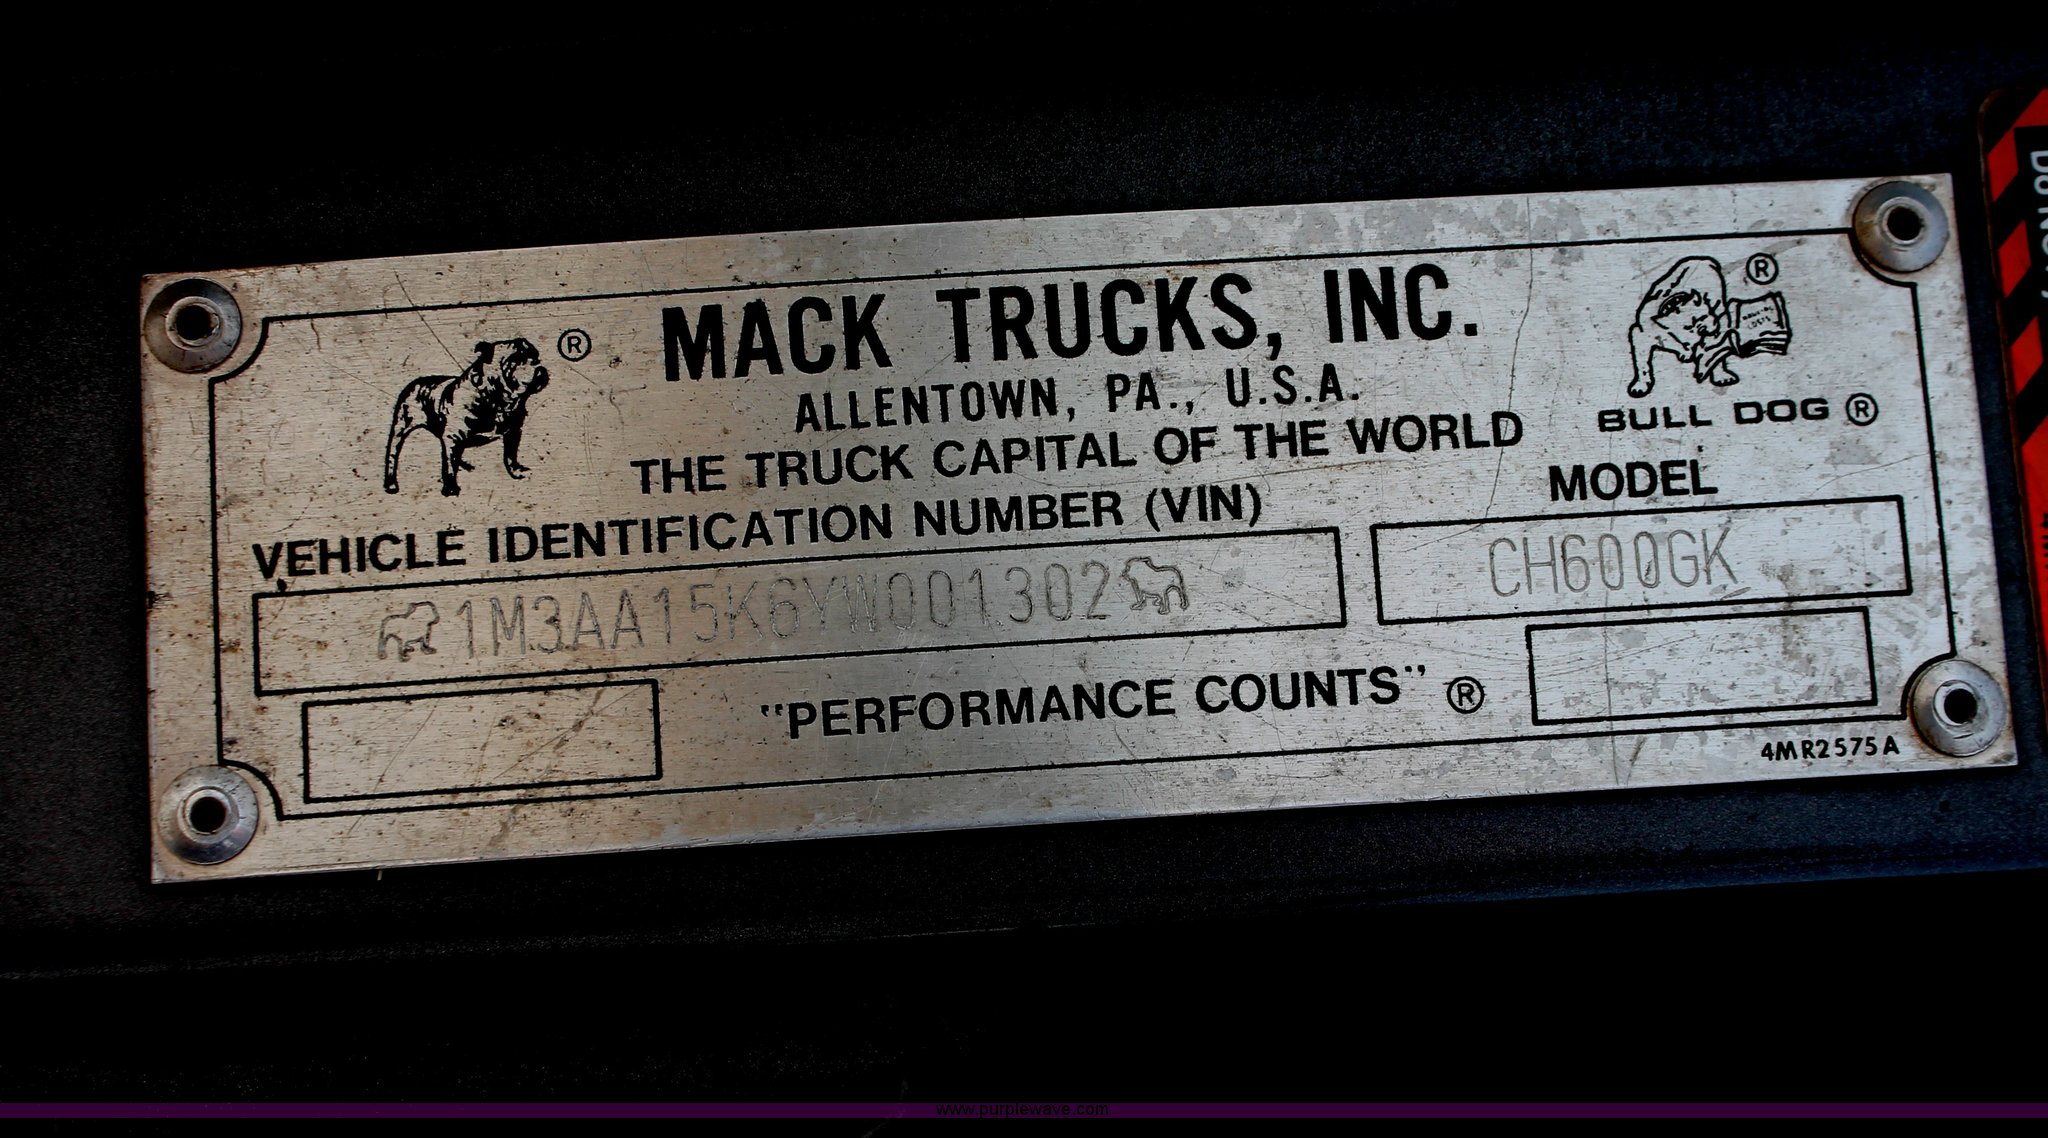 MACK TRUCKS, INC.
ALLENTOWN, PA., U.S.A.
THE TRUCK CAPITAL OF THE WORLD
®
®
BULL DOG ®
VEHICLE IDENTIFICATION NUMBER (VIN)
MODEL
1M3AA15K6YW001302
CH600GK
"PERFORMANCE COUNTS" ®
4MR2575A
www.purplewave.com